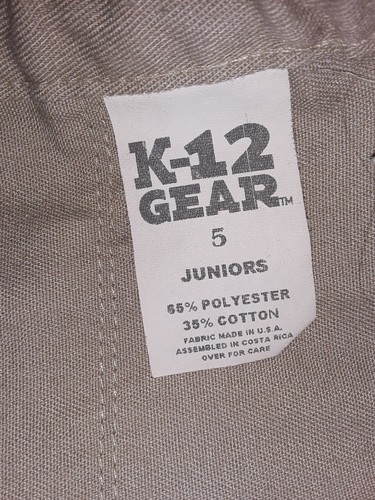 K-12
GEAR™
5
JUNIORS
65% POLYESTER
35% COTTON
FABRIC MADE IN U.S.A.
ASSEMBLED IN COSTA RICA
OVER FOR CARE